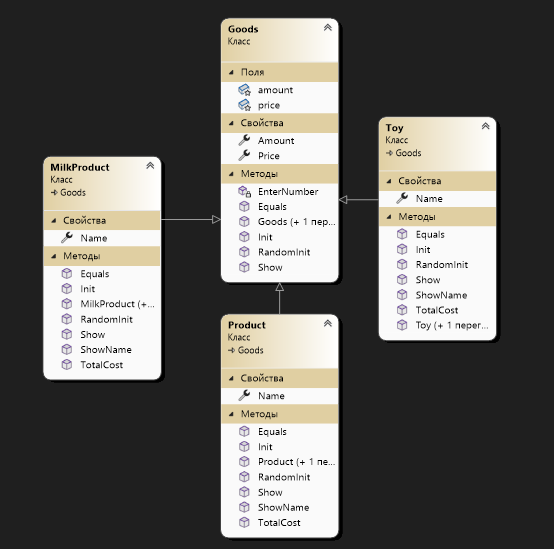 Goods
Класс
Поля
amount
price
Свойства
Amount
Price
Методы
EnterNumber
Equals
Goods (+ 1 пер...
Init
RandomInit
Show
MilkProduct
Класс
Goods
Свойства
Name
Методы
Equals
Init
MilkProduct (+...
RandomInit
Show
ShowName
TotalCost
Toy
Класс
Goods
Свойства
Name
Методы
Equals
Init
RandomInit
Show
ShowName
TotalCost
Toy (+ 1 перег...
Product
Класс
Goods
Свойства
Name
Методы
Equals
Init
Product (+ 1 пе...
RandomInit
Show
ShowName
TotalCost